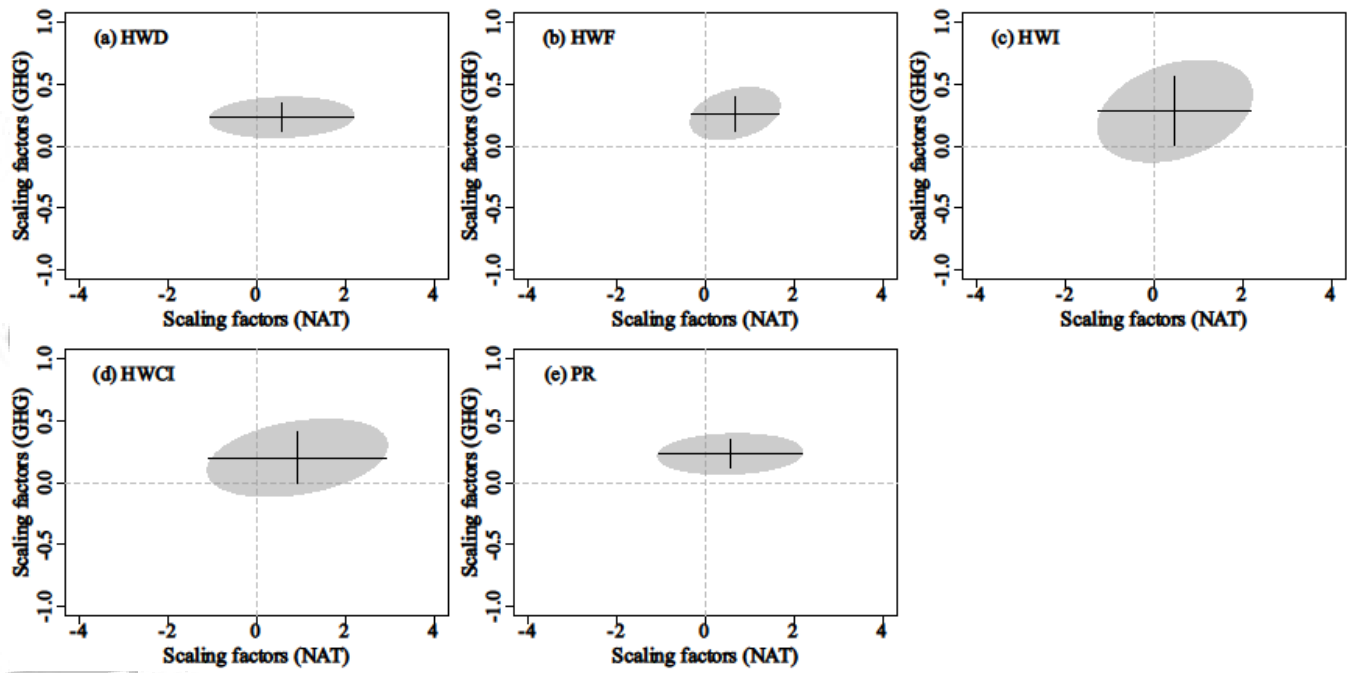 (a) HWD
Scaling factors (GHG)
1.0
0.5
0.0
-0.5
-1.0
-4 -2 0 2 4
Scaling factors (NAT)
(b) HWF
Scaling factors (GHG)
1.0
0.5
0.0
-0.5
-1.0
-4 -2 0 2 4
Scaling factors (NAT)
(c) HWI
Scaling factors (GHG)
1.0
0.5
0.0
-0.5
-1.0
-4 -2 0 2 4
Scaling factors (NAT)
(d) HWCI
Scaling factors (GHG)
1.0
0.5
0.0
-0.5
-1.0
-4 -2 0 2 4
Scaling factors (NAT)
(e) PR
Scaling factors (GHG)
1.0
0.5
0.0
-0.5
-1.0
-4 -2 0 2 4
Scaling factors (NAT)